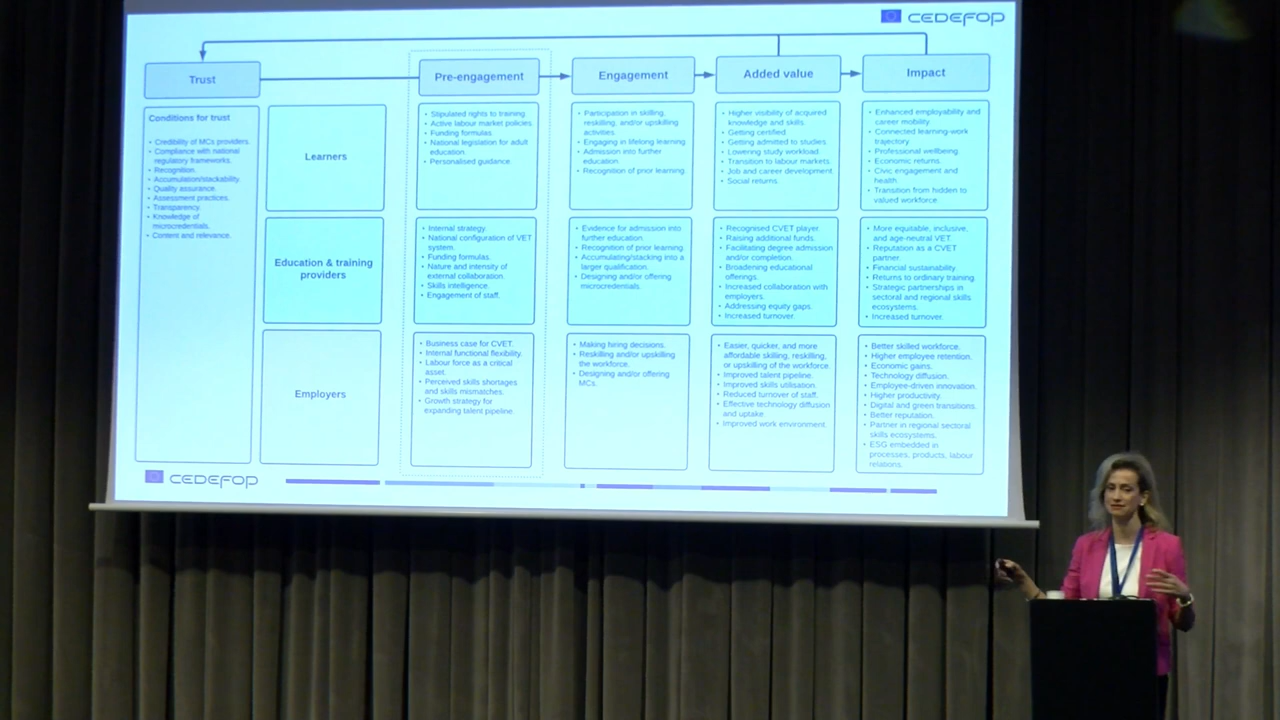 CEDEFOP
Trust
Pre-engagement
Engagement
Added value
Impact
Conditions for trust
• Credibility of MCs providers.
• Compliance with national
regulatory frameworks.
• Recognition.
• Accumulation/stackability.
• Quality assurance.
• Assessment practices.
• Transparency.
• Knowledge of
microcredentials.
• Content and relevance.
Learners
• Stipulated rights to training.
• Active labour market policies.
• Funding formulas
• National legislation for adult
education.
• Personalised guidance.
• Participation in skilling,
reskilling, and/or upskilling
activities.
• Engaging in lifelong learning
• Admission into further
education
• Recognition of prior learning.
• Higher visibility of acquired
knowledge and skills.
• Getting certified
• Getting admitted to studies.
• Lowering study workload.
• Transition to labour markets.
• Job and career development
• Social returns.
• Enhanced employability and
career mobility.
• Connected learning-work
trajectory
• Professional wellbeing.
• Economic returns
• Civic engagement and
health.
• Transition from hidden to
valued workforce.
Education & training
providers
• Internal strategy.
• National configuration of VET
system.
• Funding formulas.
• Nature and intensity of
external collaboration.
• Skills intelligence.
• Engagement of staff.
• Evidence for admission into
further education.
• Recognition of prior learning
• Accumulating/stacking into a
larger qualification.
• Designing and/or offering
microcredentials.
• Recognised CVET player
• Raising additional funds.
• Facilitating degree admission
and/or completion.
• Broadening educational
offerings.
• Increased collaboration with
employers.
• Addressing equity gaps.
• Increased turnover.
• More equitable, inclusive,
and age-neutral VET.
• Reputation as a CVET
partner.
• Financial sustainability
• Returns to ordinary training.
• Strategic partnerships in
sectoral and regional skills
ecosystems.
• Increased turnover.
Employers
• Business case for CVET.
• Internal functional flexibility.
• Labour force as a critical
asset.
• Perceived skills shortages
and skills mismatches.
• Growth strategy for
expanding talent pipeline
• Making hiring decisions.
• Reskilling and/or upskilling
the workforce.
• Designing and/or offering
MCs.
• Easier, quicker, and more
affordable skilling, reskilling,
or upskilling of the workforce.
• Improved talent pipeline.
• Improved skills utilisation.
• Reduced turnover of staff.
• Effective technology diffusion
and uptake.
• Improved work environment.
• Better skilled workforce.
• Higher employee retention.
• Economic gains.
• Technology diffusion.
• Employee-driven innovation.
• Higher productivity.
• Digital and green transitions.
• Better reputation.
• Partner in regional sectoral
skills ecosystems.
• ESG embedded in
processes, products, labour
relations.
CEDEFOP